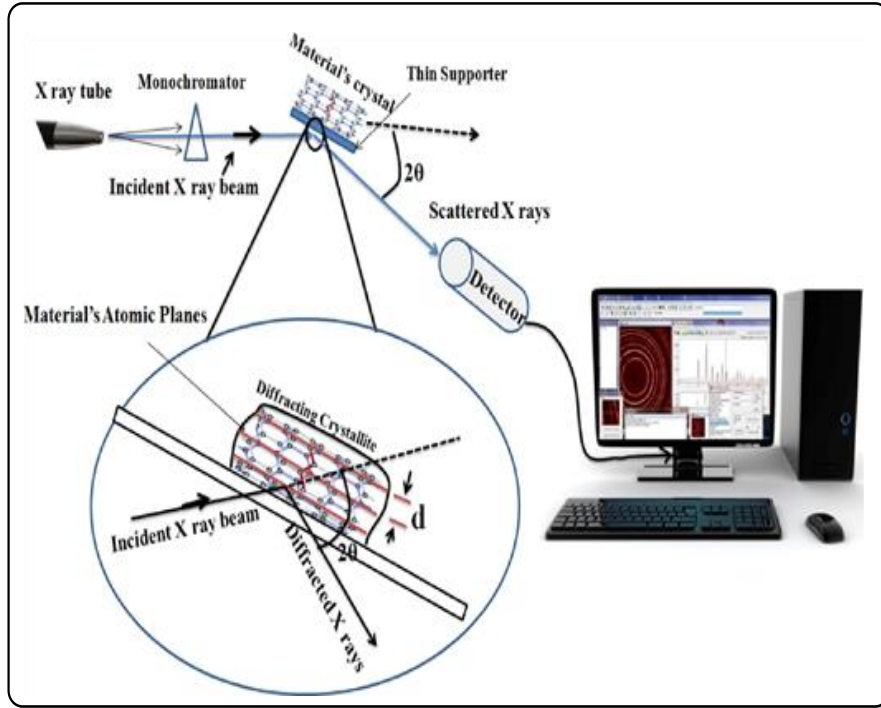 X ray tube
Monochromator
Material's crystal
Thin Supporter
Incident X ray beam
2θ
Scattered X rays
Detector
Material's Atomic Planes
Diffracting Crystallite
d
Incident X ray beam
2θ
Diffracted X rays